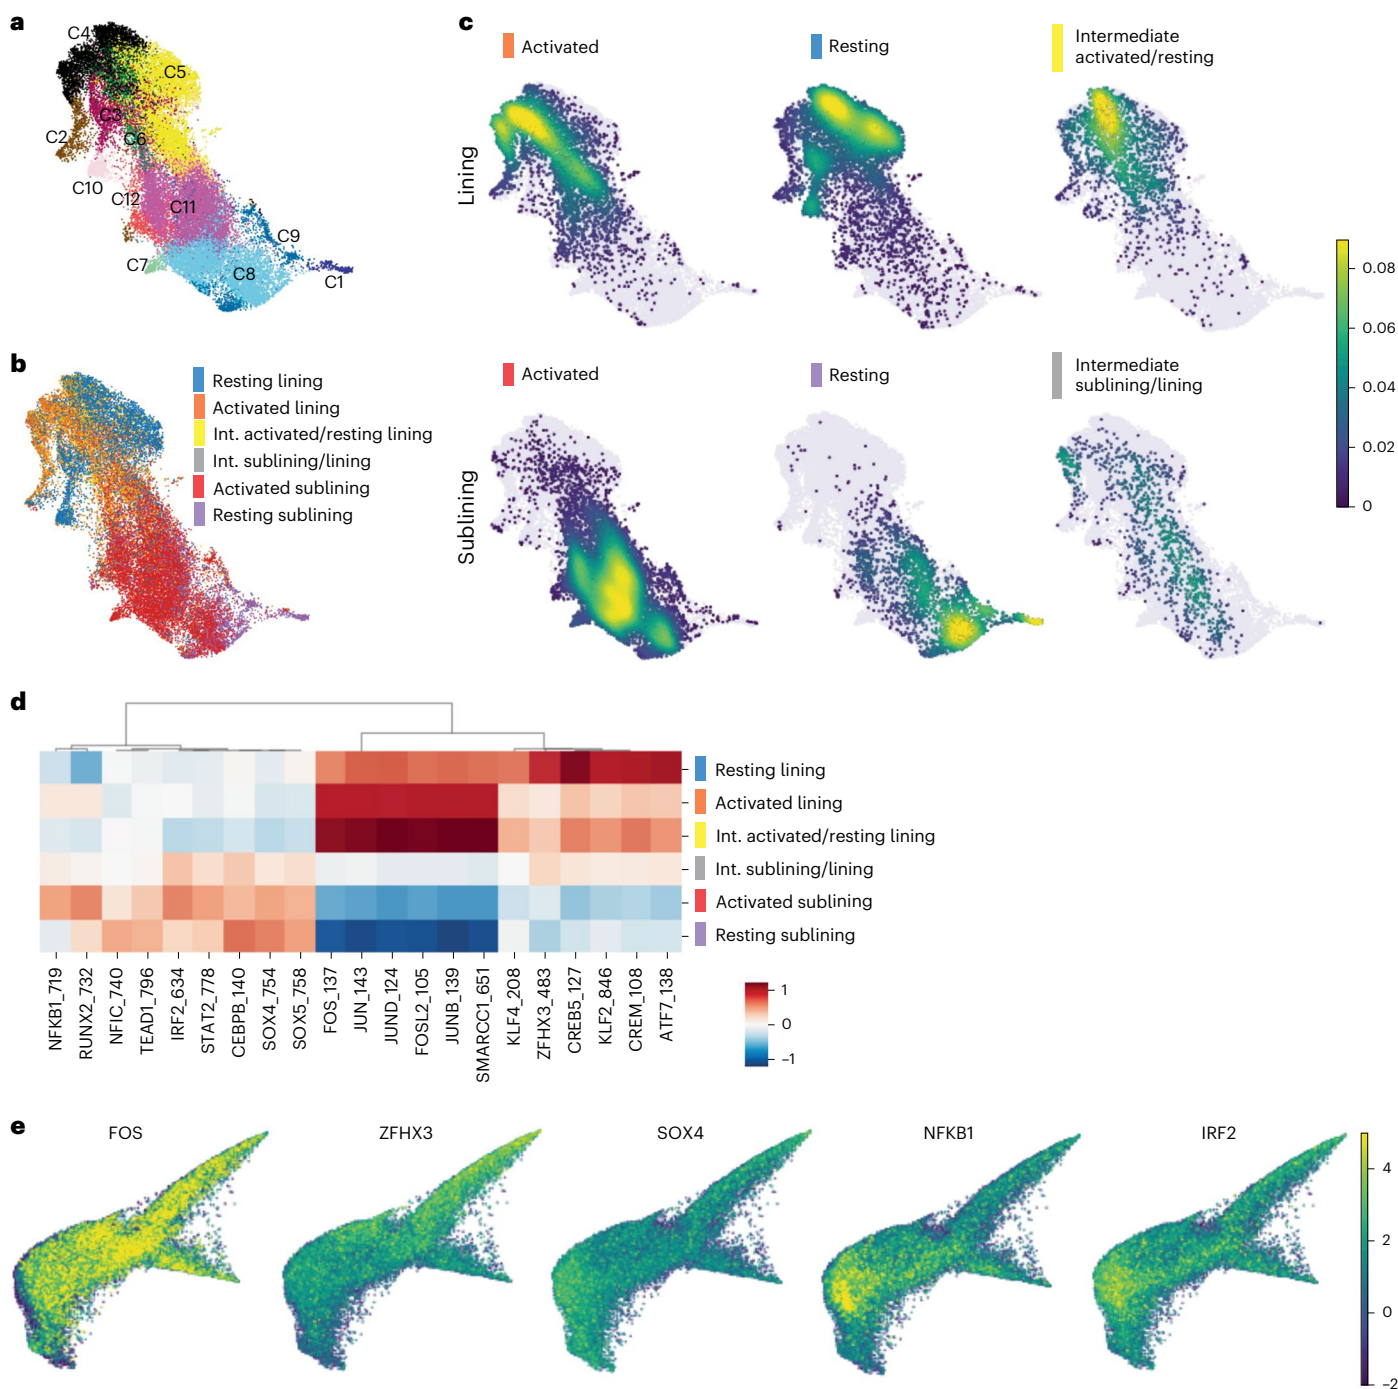 a
C4
C5
C3
C2
C6
C10
C12
C11
C9
C7
C8
C1
b
Resting lining
Activated lining
Int. activated/resting lining
Int. sublining/lining
Activated sublining
Resting sublining
c
Activated
Resting
Intermediate
activated/resting
Lining
Activated
Resting
Intermediate
sublining/lining
Sublining
0.08
0.06
0.04
0.02
0
d
Resting lining
Activated lining
Int. activated/resting lining
Int. sublining/lining
Activated sublining
Resting sublining
NFKB1_719
RUNX2_732
NFIC_740
TEAD1_796
IRF2_634
STAT2_778
CEBPB_140
SOX4_754
SOX5_758
FOS_137
JUN_143
JUND_124
FOSL2_105
JUNB_139
SMARCC1_651
KLF4_208
ZFHX3_483
CREB5_127
KLF2_846
CREM_108
ATF7_138
1
0
−1
e
FOS
ZFHX3
SOX4
NFKB1
IRF2
4
2
0
−2